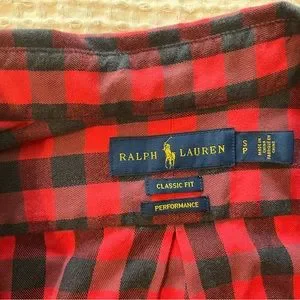 RALPH LAUREN
S
P
CLASSIC FIT
PERFORMANCE